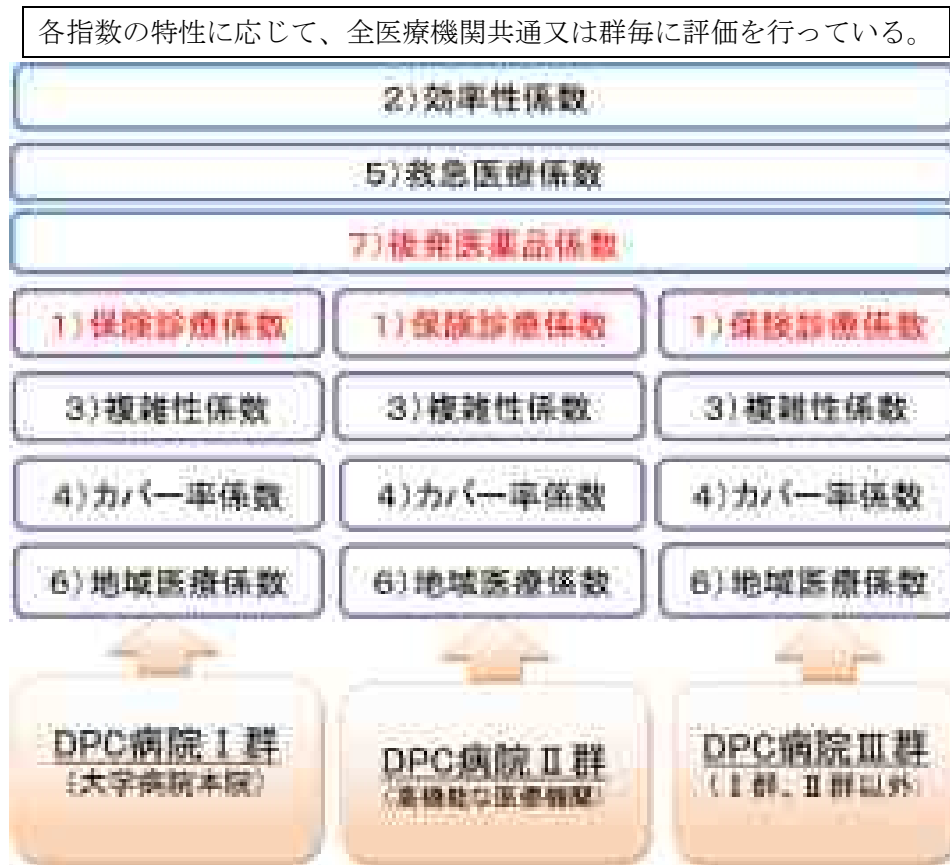 各指数の特性に応じて、全医療機関共通又は群毎に評価を行っている。
2)効率性係数
5)救急医療係数
7)後発医薬品係数
1)保険診療係数 1)保険診療係数 1)保険診療係数
3)複雑性係数 3)複雑性係数 3)複雑性係数
4)カバー率係数 4)カバー率係数 4)カバー率係数
6)地域医療係数 6)地域医療係数 6)地域医療係数
DPC病院Ⅰ群 DPC病院Ⅱ群 DPC病院Ⅲ群
(大学病院本院) (高機能な医療機関) (Ⅰ群、Ⅱ群以外)